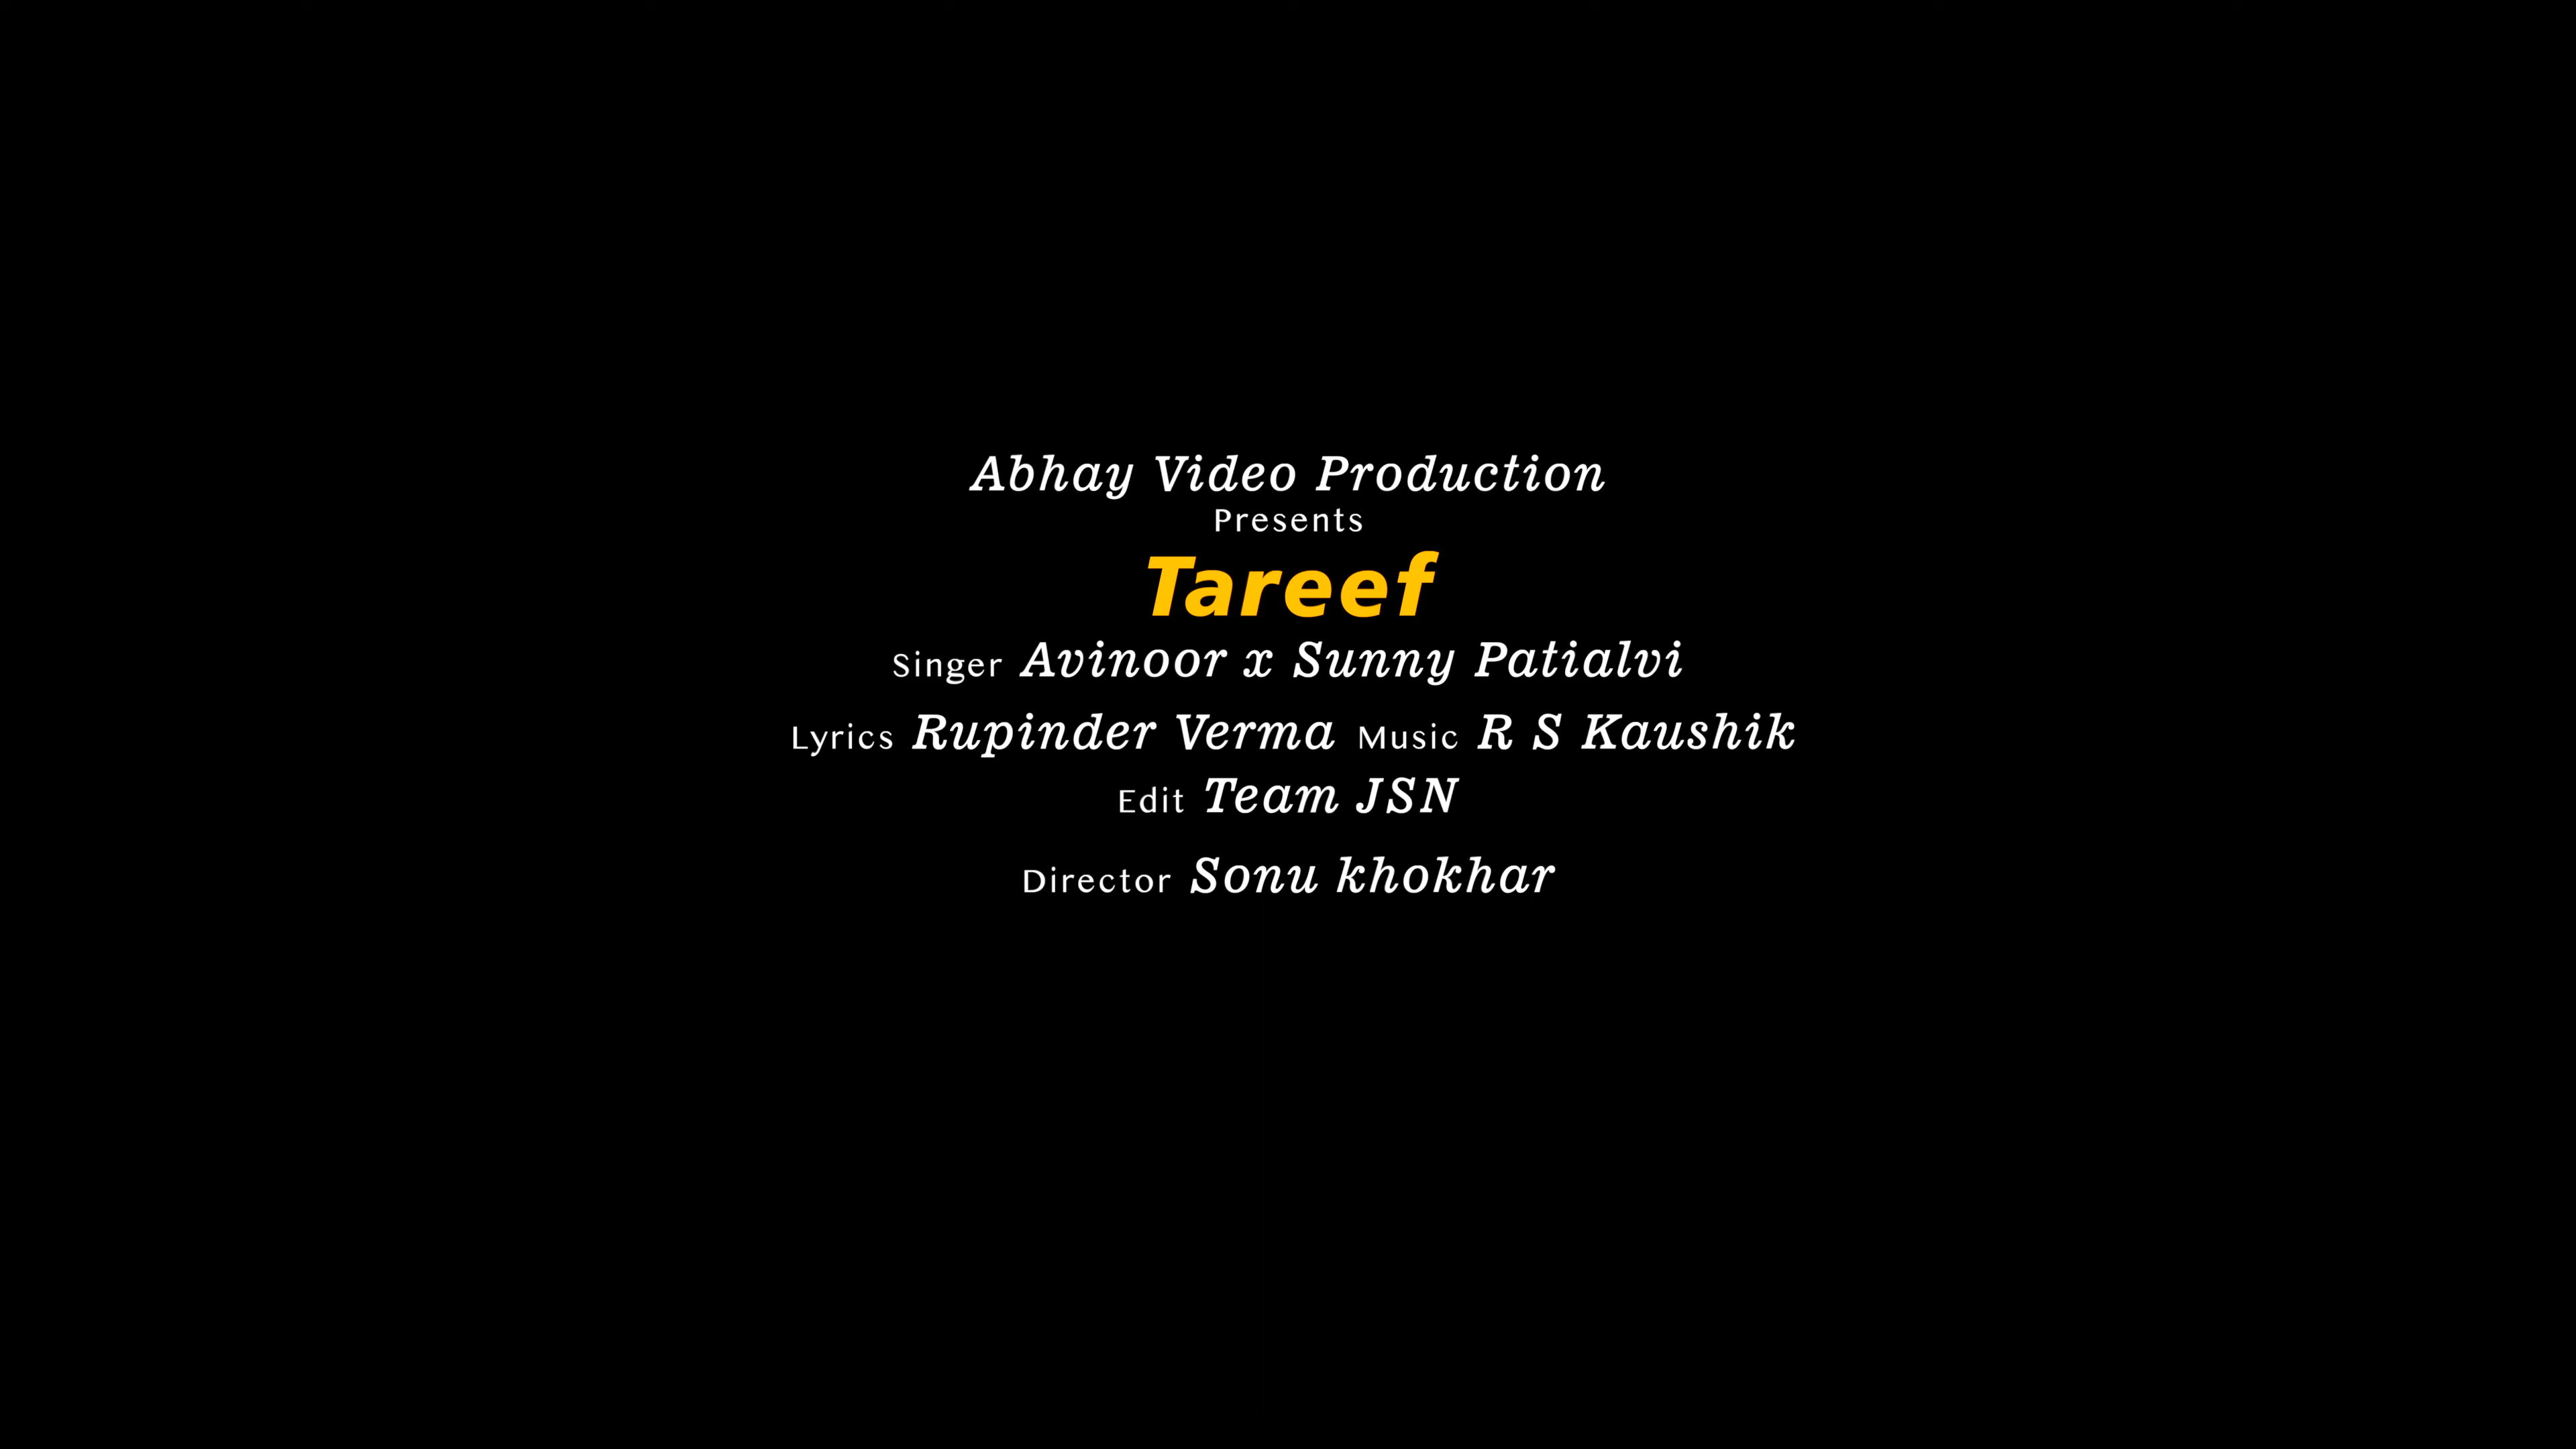 Abhay Video Production
Presents
Tareef
Singer Avinoor x Sunny Patialvi
Lyrics Rupinder Verma Music R S Kaushik
Edit Team JSN
Director Sonu khokhar